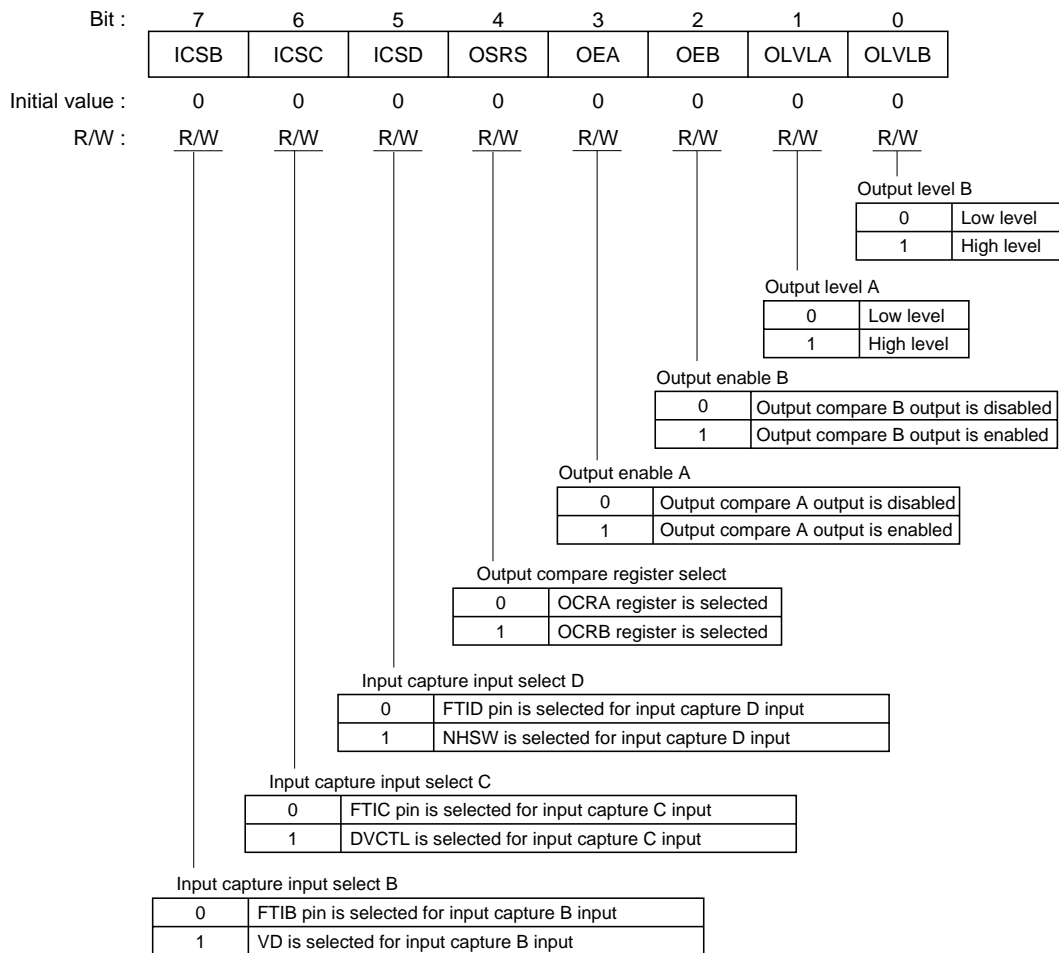 Bit : 7 6 5 4 3 2 1 0
ICSB ICSC ICSD OSRS OEA OEB OLVLA OLVLB
Initial value : 0 0 0 0 0 0 0 0
R/W : R/W R/W R/W R/W R/W R/W R/W R/W
Output level B
0 Low level
1 High level
Output level A
0 Low level
1 High level
Output enable B
0 Output compare B output is disabled
1 Output compare B output is enabled
Output enable A
0 Output compare A output is disabled
1 Output compare A output is enabled
Output compare register select
0 OCRA register is selected
1 OCRB register is selected
Input capture input select D
0 FTID pin is selected for input capture D input
1 NHSW is selected for input capture D input
Input capture input select C
0 FTIC pin is selected for input capture C input
1 DVCTL is selected for input capture C input
Input capture input select B
0 FTIB pin is selected for input capture B input
1 VD is selected for input capture B input